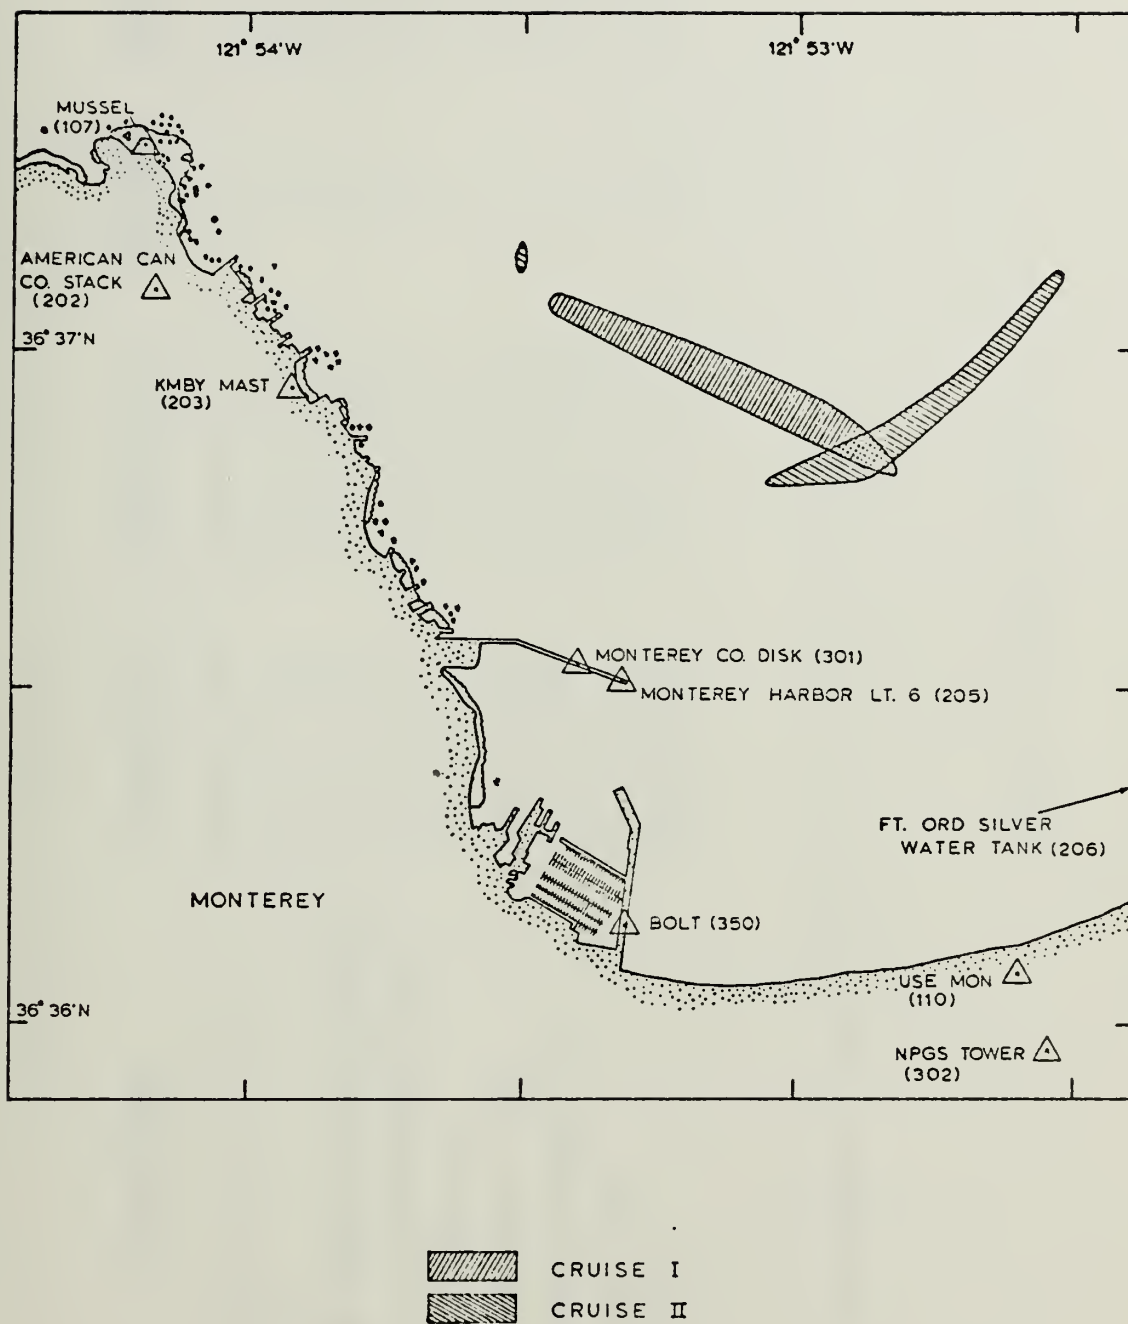 121° 54'W
121° 53'W
MUSSEL
(107)
AMERICAN CAN
CO. STACK
(202)
36° 37'N
KMBY MAST
(203)
MONTEREY CO. DISK (301)
MONTEREY HARBOR LT. 6 (205)
FT. ORD SILVER
WATER TANK (206)
MONTEREY
BOLT (350)
USE MON
(110)
36° 36'N
NPGS TOWER
(302)
CRUISE I
CRUISE II